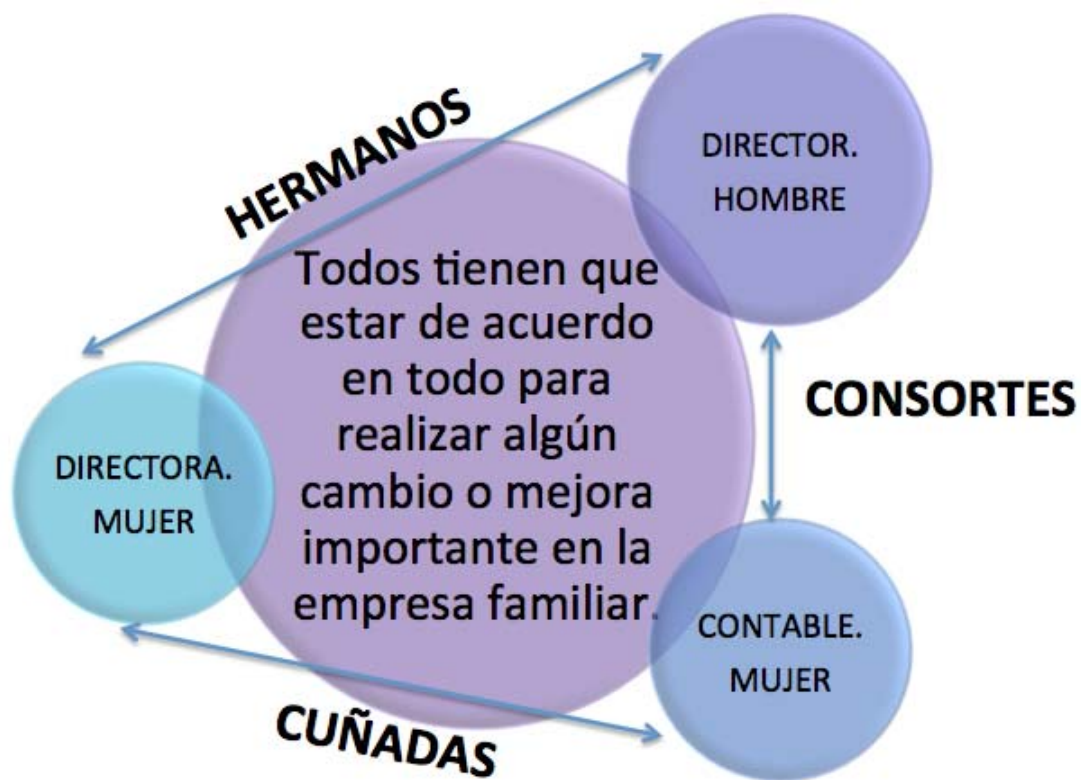 HERMANOS
DIRECTOR.
HOMBRE
Todos tienen que
estar de acuerdo
en todo para
realizar algún
cambio o mejora
importante en la
empresa familiar.
CONSORTES
DIRECTORA.
MUJER
CONTABLE.
MUJER
CUÑADAS